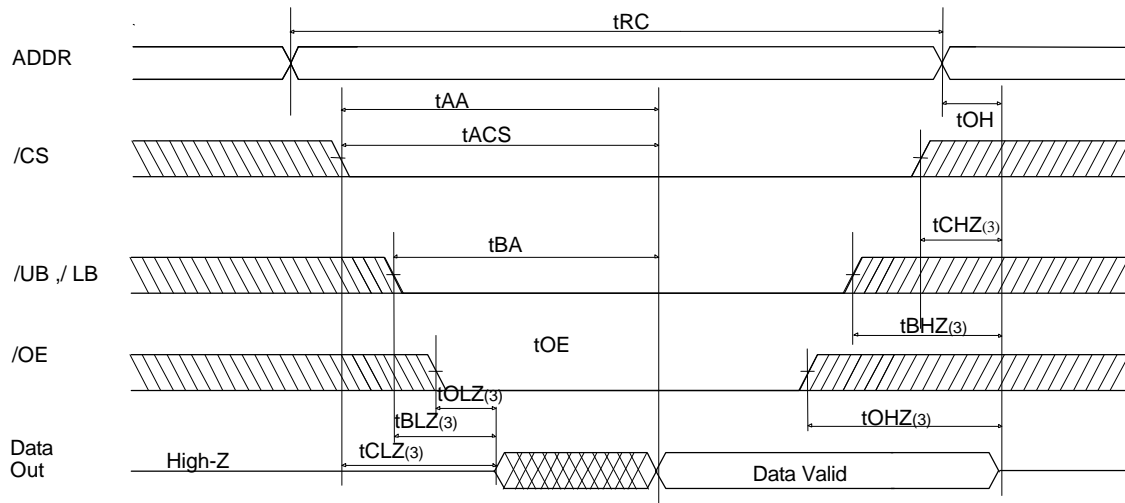 tRC
ADDR
tAA
tOH
tACS
/CS
tCHZ(3)
tBA
/UB ,/ LB
tBHZ(3)
tOE
/OE
tOLZ(3)
tOHZ(3)
tBLZ(3)
Data
Out
tCLZ(3)
High-Z
Data Valid